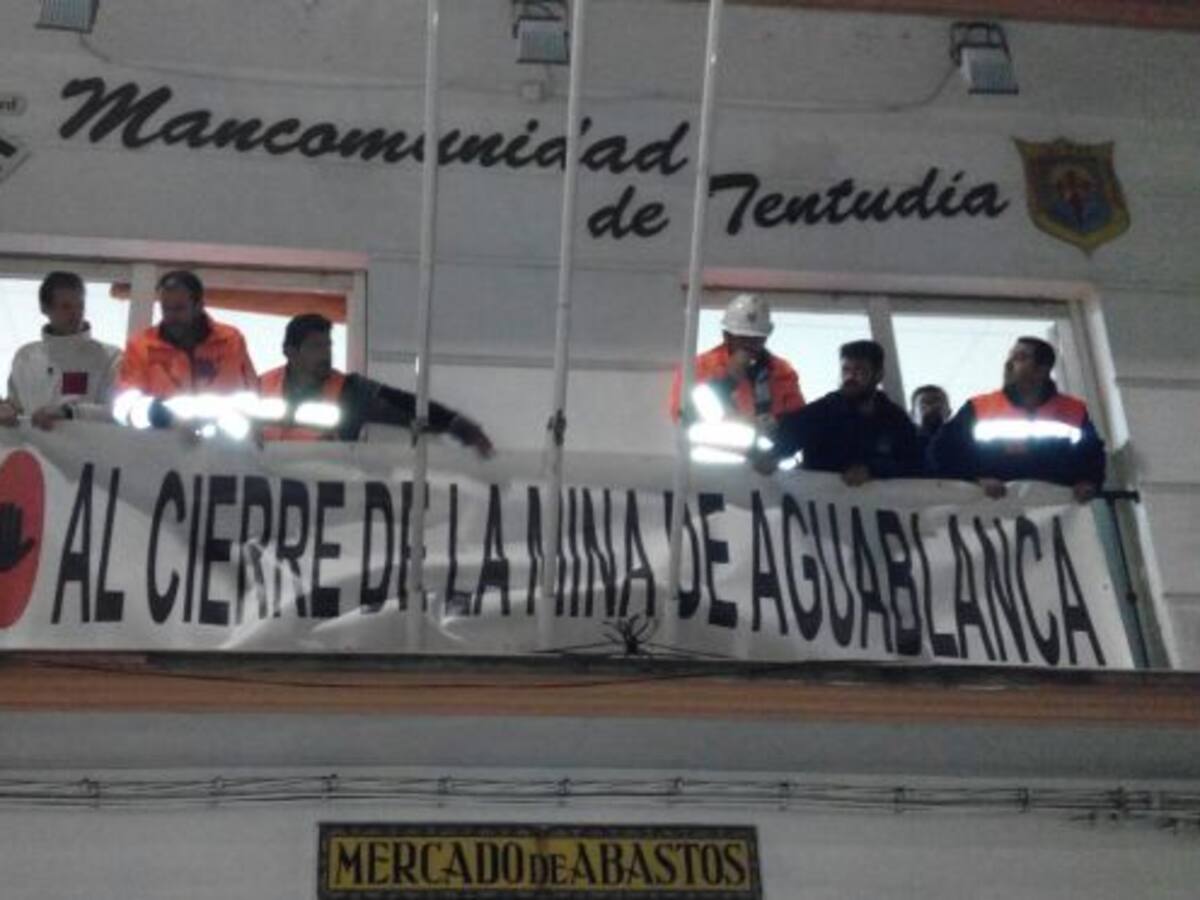 Mancomunidad
de Tentudía
AL CIERRE DE LA MINA DE AGUABLANCA
MERCADO DE ABASTOS